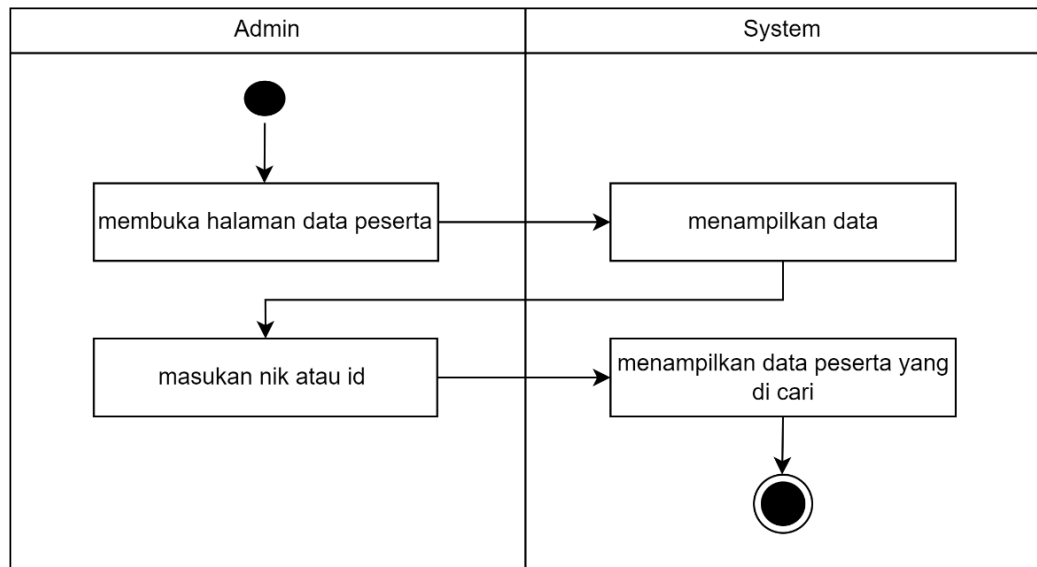 Admin
System
membuka halaman data peserta
menampilkan data
masukan nik atau id
menampilkan data peserta yang
di cari